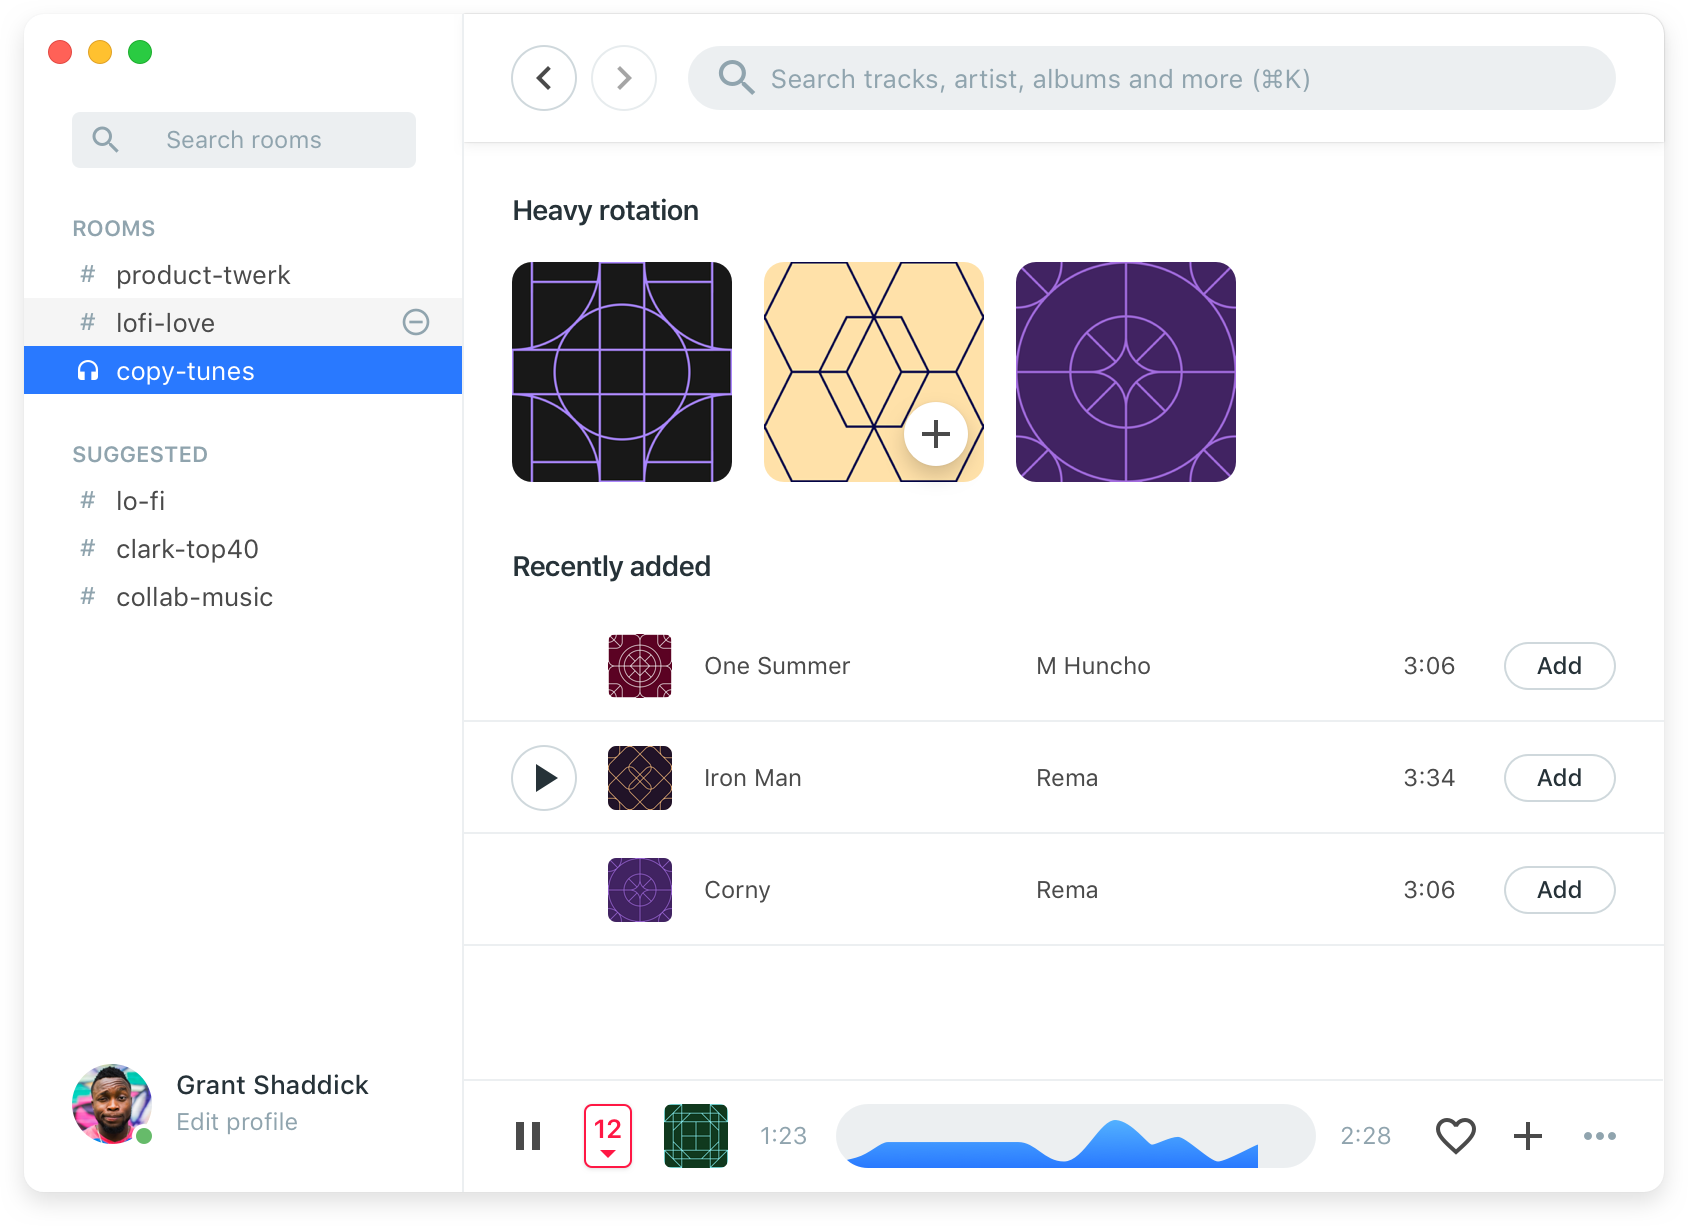 Search rooms
ROOMS
# product-twerk
# lofi-love
copy-tunes
SUGGESTED
# lo-fi
# clark-top40
# collab-music
Grant Shaddick
Edit profile
Search tracks, artist, albums and more (⌘K)
Heavy rotation
Recently added
One Summer M Huncho 3:06 Add
Iron Man Rema 3:34 Add
Corny Rema 3:06 Add
12 1:23 2:28